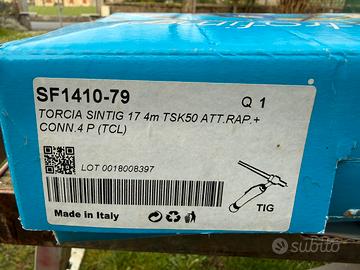 SF1410-79 Q 1
TORCIA SINTIG 17 4m TSK50 ATT.RAP.+
CONN.4 P (TCL)
LOT 0018008397
Made in Italy
TIG
subito